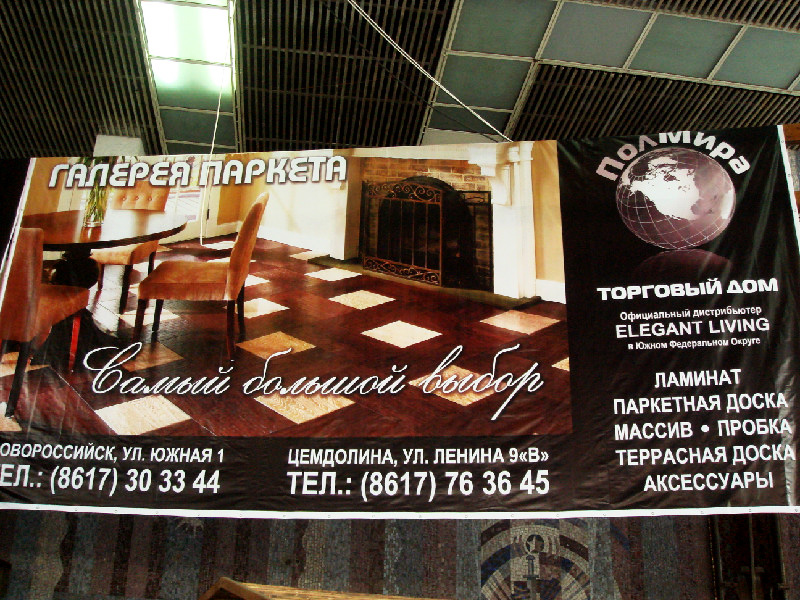 ГАЛЕРЕЯ ПАРКЕТА
Самый большой выбор
ОВОРОССИЙСК, УЛ. ЮЖНАЯ 1
ТЕЛ.: (8617) 30 33 44
ЦЕМДОЛИНА, УЛ. ЛЕНИНА 9«В»
ТЕЛ.: (8617) 76 36 45
ПолМира
ТОРГОВЫЙ ДОМ
Официальный дистрибьютер
ELEGANT LIVING
в Южном Федеральном Округе
ЛАМИНАТ
ПАРКЕТНАЯ ДОСКА
МАССИВ • ПРОБКА
ТЕРРАСНАЯ ДОСКА
АКСЕССУАРЫ